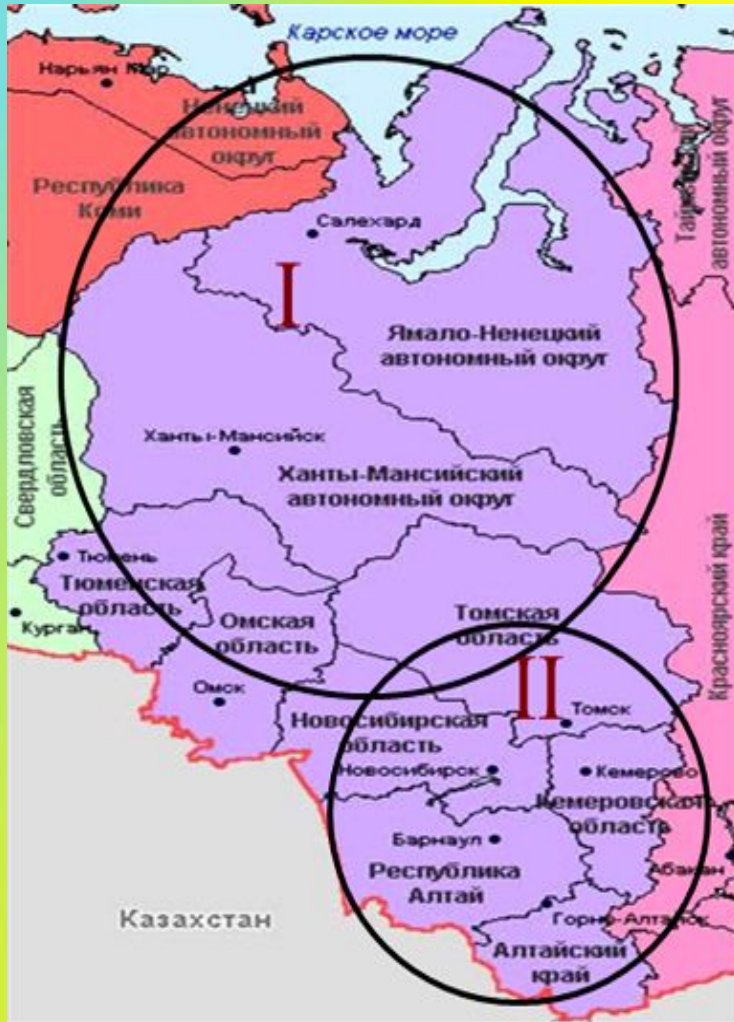 Карское море
Нарьян Мар
Ненецкий
автономный
округ
Республика
Коми
Таймырский
автономный округ
Салехард
I
Ямало-Ненецкий
автономный округ
Свердловская
область
Ханты-Мансийск
Ханты-Мансийский
автономный округ
Красноярский край
Тюмень
Тюменская
область
Курган
Омская
область
Томская
область
Омск
II
Томск
Новосибирская
область
Новосибирск
Кемерово
Кемеровская
область
Барнаул
Абакан
Республика
Алтай
Горно-Алтайск
Казахстан
Алтайский
край